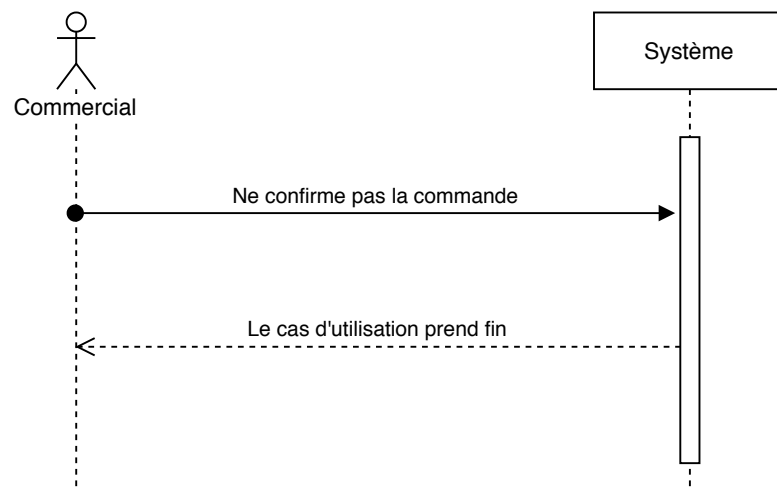 Système
Commercial
Ne confirme pas la commande
Le cas d'utilisation prend fin